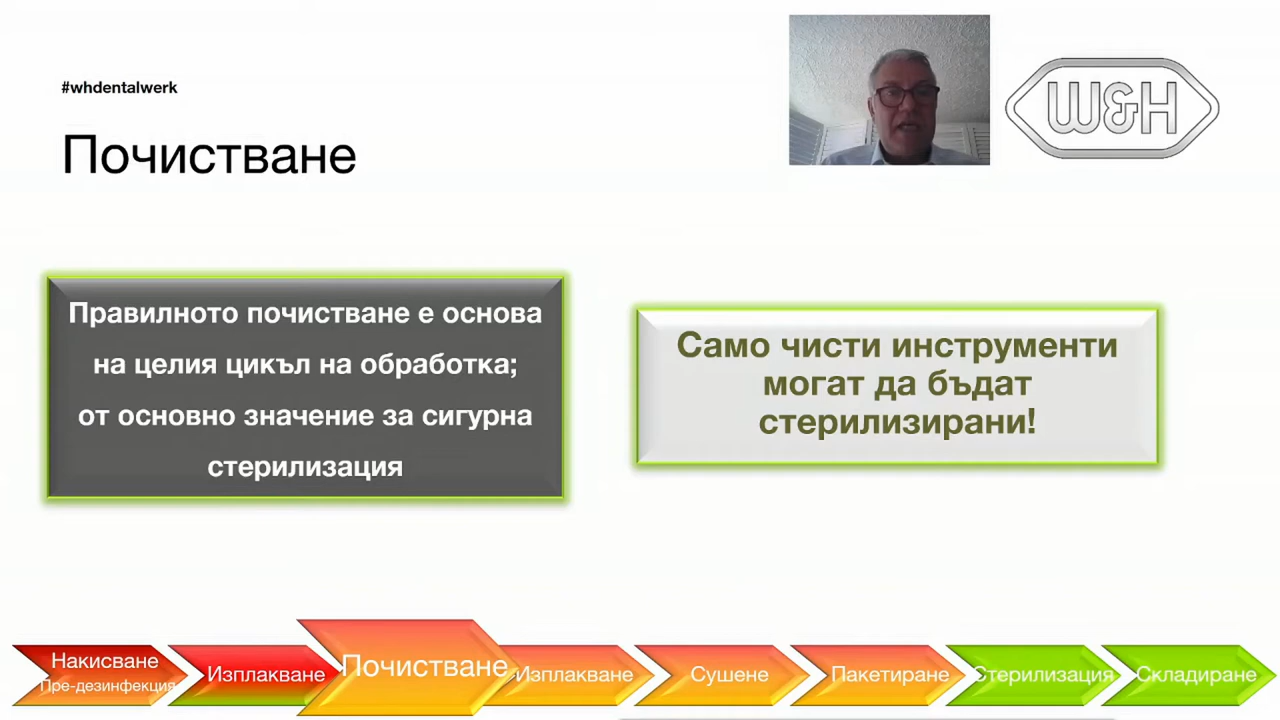 #whdentalwerk
W&H
Почистване
Правилното почистване е основа
на целия цикъл на обработка;
от основно значение за сигурна
стерилизация
Само чисти инструменти
могат да бъдат
стерилизирани!
Накисване
Пре-дезинфекция
Изплакване
Почистване
Изплакване
Сушене
Пакетиране
Стерилизация
Складиране